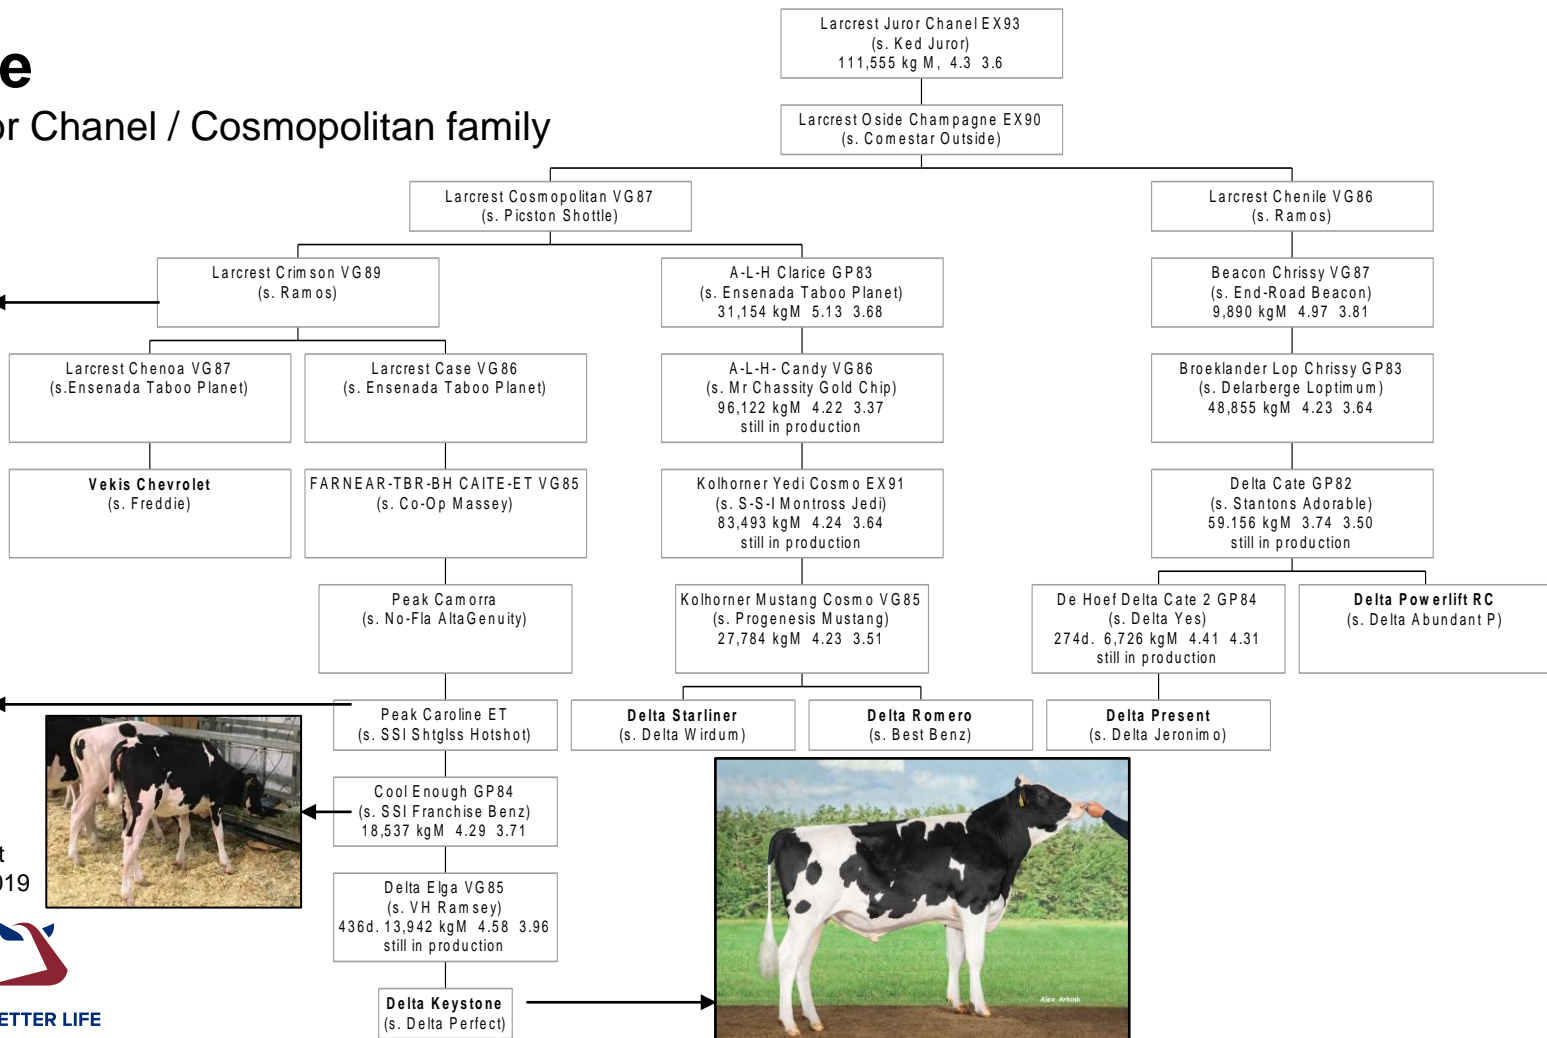 e
or Chanel / Cosmopolitan family
Larcrest Juror Chanel EX93
(s. Ked Juror)
111,555 kg M, 4.3 3.6
Larcrest Oside Champagne EX90
(s. Comestar Outside)
Larcrest Cosmopolitan VG87
(s. Picston Shottle)
Larcrest Chenile VG86
(s. Ramos)
Larcrest Crimson VG89
(s. Ramos)
A-L-H Clarice GP83
(s. Ensenada Taboo Planet)
31,154 kgM 5.13 3.68
Beacon Chrissy VG87
(s. End-Road Beacon)
9,890 kgM 4.97 3.81
Larcrest Chenoa VG87
(s.Ensenada Taboo Planet)
Larcrest Case VG86
(s. Ensenada Taboo Planet)
A-L-H- Candy VG86
(s. Mr Chassity Gold Chip)
96,122 kgM 4.22 3.37
still in production
Broeklander Lop Chrissy GP83
(s. Delarberge Loptimum)
48,855 kgM 4.23 3.64
Vekis Chevrolet
(s. Freddie)
FARNEAR-TBR-BH CAITE-ET VG85
(s. Co-Op Massey)
Kolhorner Yedi Cosmo EX91
(s. S-S-I Montross Jedi)
83,493 kgM 4.24 3.64
still in production
Delta Cate GP82
(s. Stantons Adorable)
59.156 kgM 3.74 3.50
still in production
Peak Camorra
(s. No-Fla AltaGenuity)
Kolhorner Mustang Cosmo VG85
(s. Progenesis Mustang)
27,784 kgM 4.23 3.51
De Hoef Delta Cate 2 GP84
(s. Delta Yes)
274d. 6,726 kgM 4.41 4.31
still in production
Delta Powerlift RC
(s. Delta Abundant P)
Peak Caroline ET
(s. SSI Shtglss Hotshot)
Delta Starliner
(s. Delta Wirdum)
Delta Romero
(s. Best Benz)
Delta Present
(s. Delta Jeronimo)
Cool Enough GP84
(s. SSI Franchise Benz)
18,537 kgM 4.29 3.71
t
019
Delta Elga VG85
(s. VH Ramsey)
436d. 13,942 kgM 4.58 3.96
still in production
Delta Keystone
(s. Delta Perfect)
Alex Arkink
ETTER LIFE